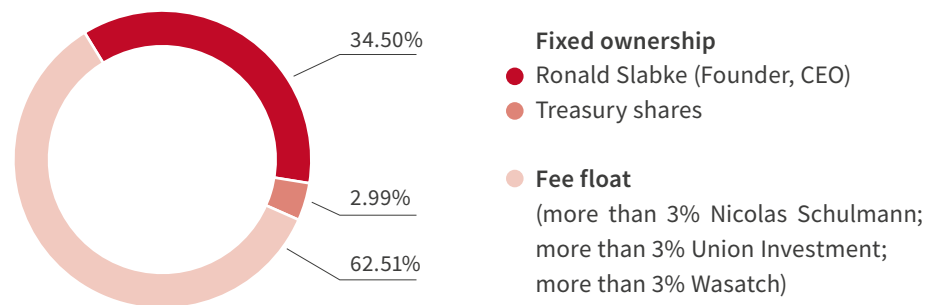 34.50%
2.99%
62.51%
Fixed ownership
Ronald Slabke (Founder, CEO)
Treasury shares
Fee float
(more than 3% Nicolas Schulmann;
more than 3% Union Investment;
more than 3% Wasatch)